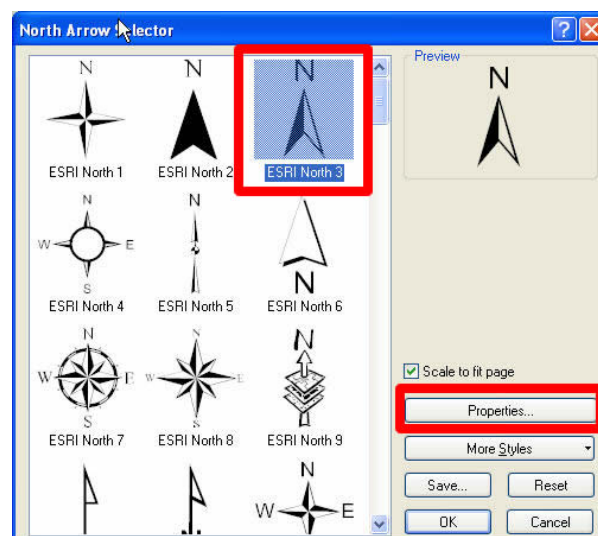 North Arrow Selector
Preview
N
N N N
ESRI North 1 ESRI North 2 ESRI North 3
N N
W E
S
N
ESRI North 4 ESRI North 5 ESRI North 6
N N N
W E W E
S S
ESRI North 7 ESRI North 8 ESRI North 9
N
W E
Scale to fit page
Properties...
More Styles
Save... Reset
OK Cancel